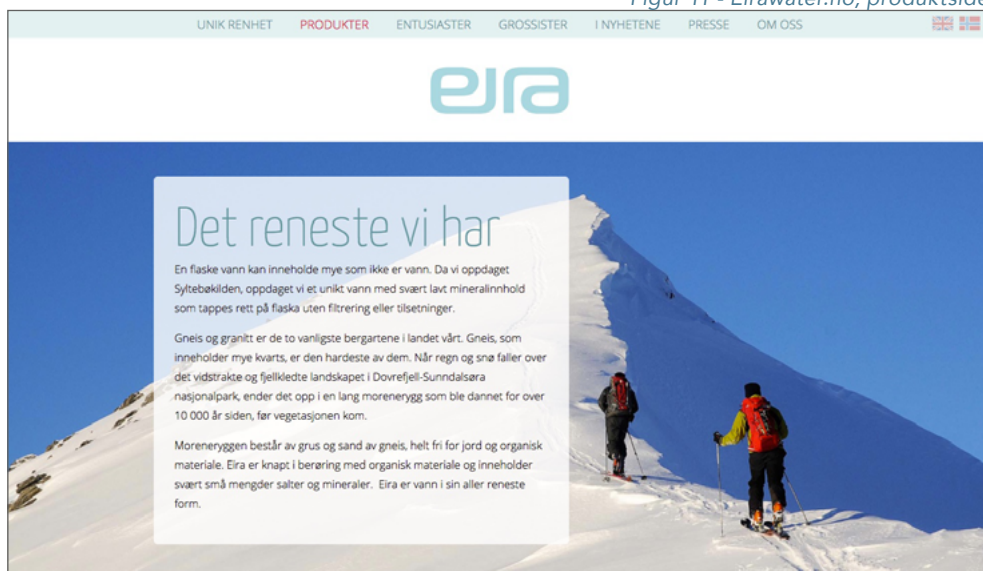 Figur 11 - Eirawater.no, produktside
UNIK RENHET PRODUKTER ENTUSIASTER GROSSISTER I NYHETENE PRESSE OM OSS
eira
Det reneste vi har
En flaske vann kan inneholde mye som ikke er vann. Da vi oppdaget
Syltebøkilden, oppdaget vi et unikt vann med svært lavt mineralinnhold
som tappes rett på flaska uten filtrering eller tilsetninger.
Gneis og granitt er de to vanligste bergartene i landet vårt. Gneis, som
inneholder mye kvarts, er den hardeste av dem. Når regn og snø faller over
det vidstrakte og fjellkledte landskapet i Dovrefjell-Sunndalsøra
nasjonalpark, ender det opp i en lang morenerygg som ble dannet for over
10 000 år siden, før vegetasjonen kom.
Moreneryggen består av grus og sand av gneis, helt fri for jord og organisk
materiale. Eira er knapt i berøring med organisk materiale og inneholder
svært små mengder salter og mineraler. Eira er vann i sin aller reneste
form.